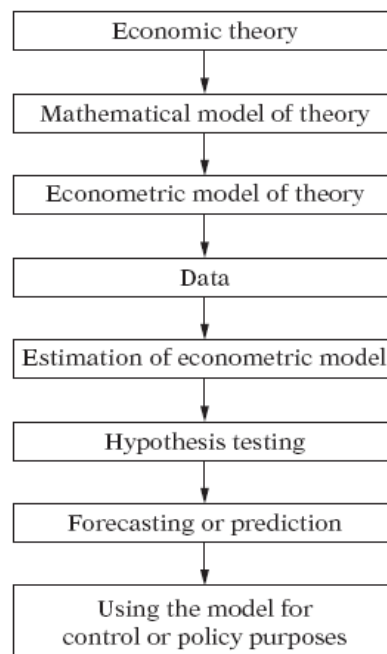 Economic theory
Mathematical model of theory
Econometric model of theory
Data
Estimation of econometric model
Hypothesis testing
Forecasting or prediction
Using the model for
control or policy purposes